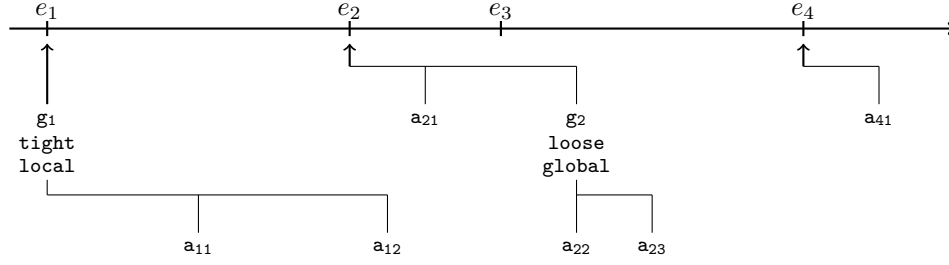 e₁ e₂ e₃ e₄
g₁ a₂₁ g₂ a₄₁
tight loose
local global
a₁₁ a₁₂ a₂₂ a₂₃